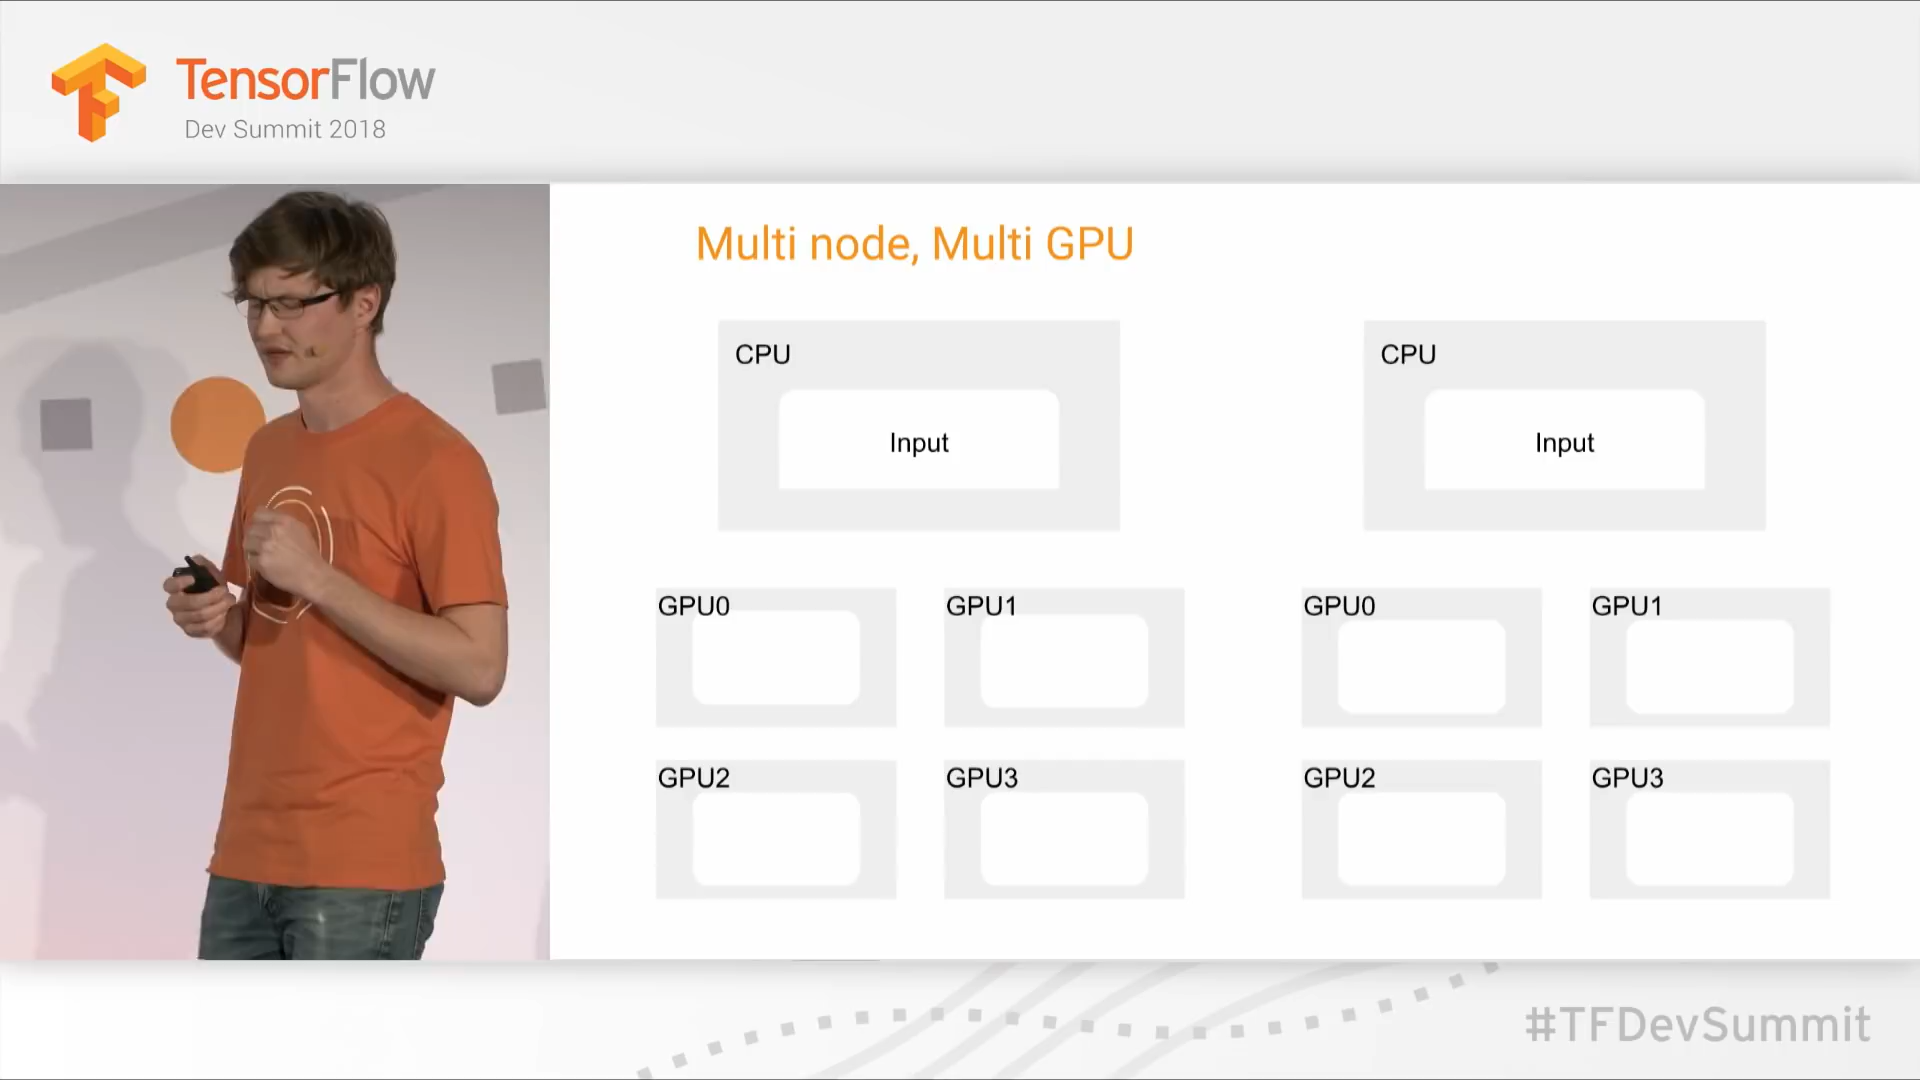 TensorFlow
Dev Summit 2018
Multi node, Multi GPU
CPU
Input
CPU
Input
GPU0
GPU1
GPU0
GPU1
GPU2
GPU3
GPU2
GPU3
#TFDevSummit